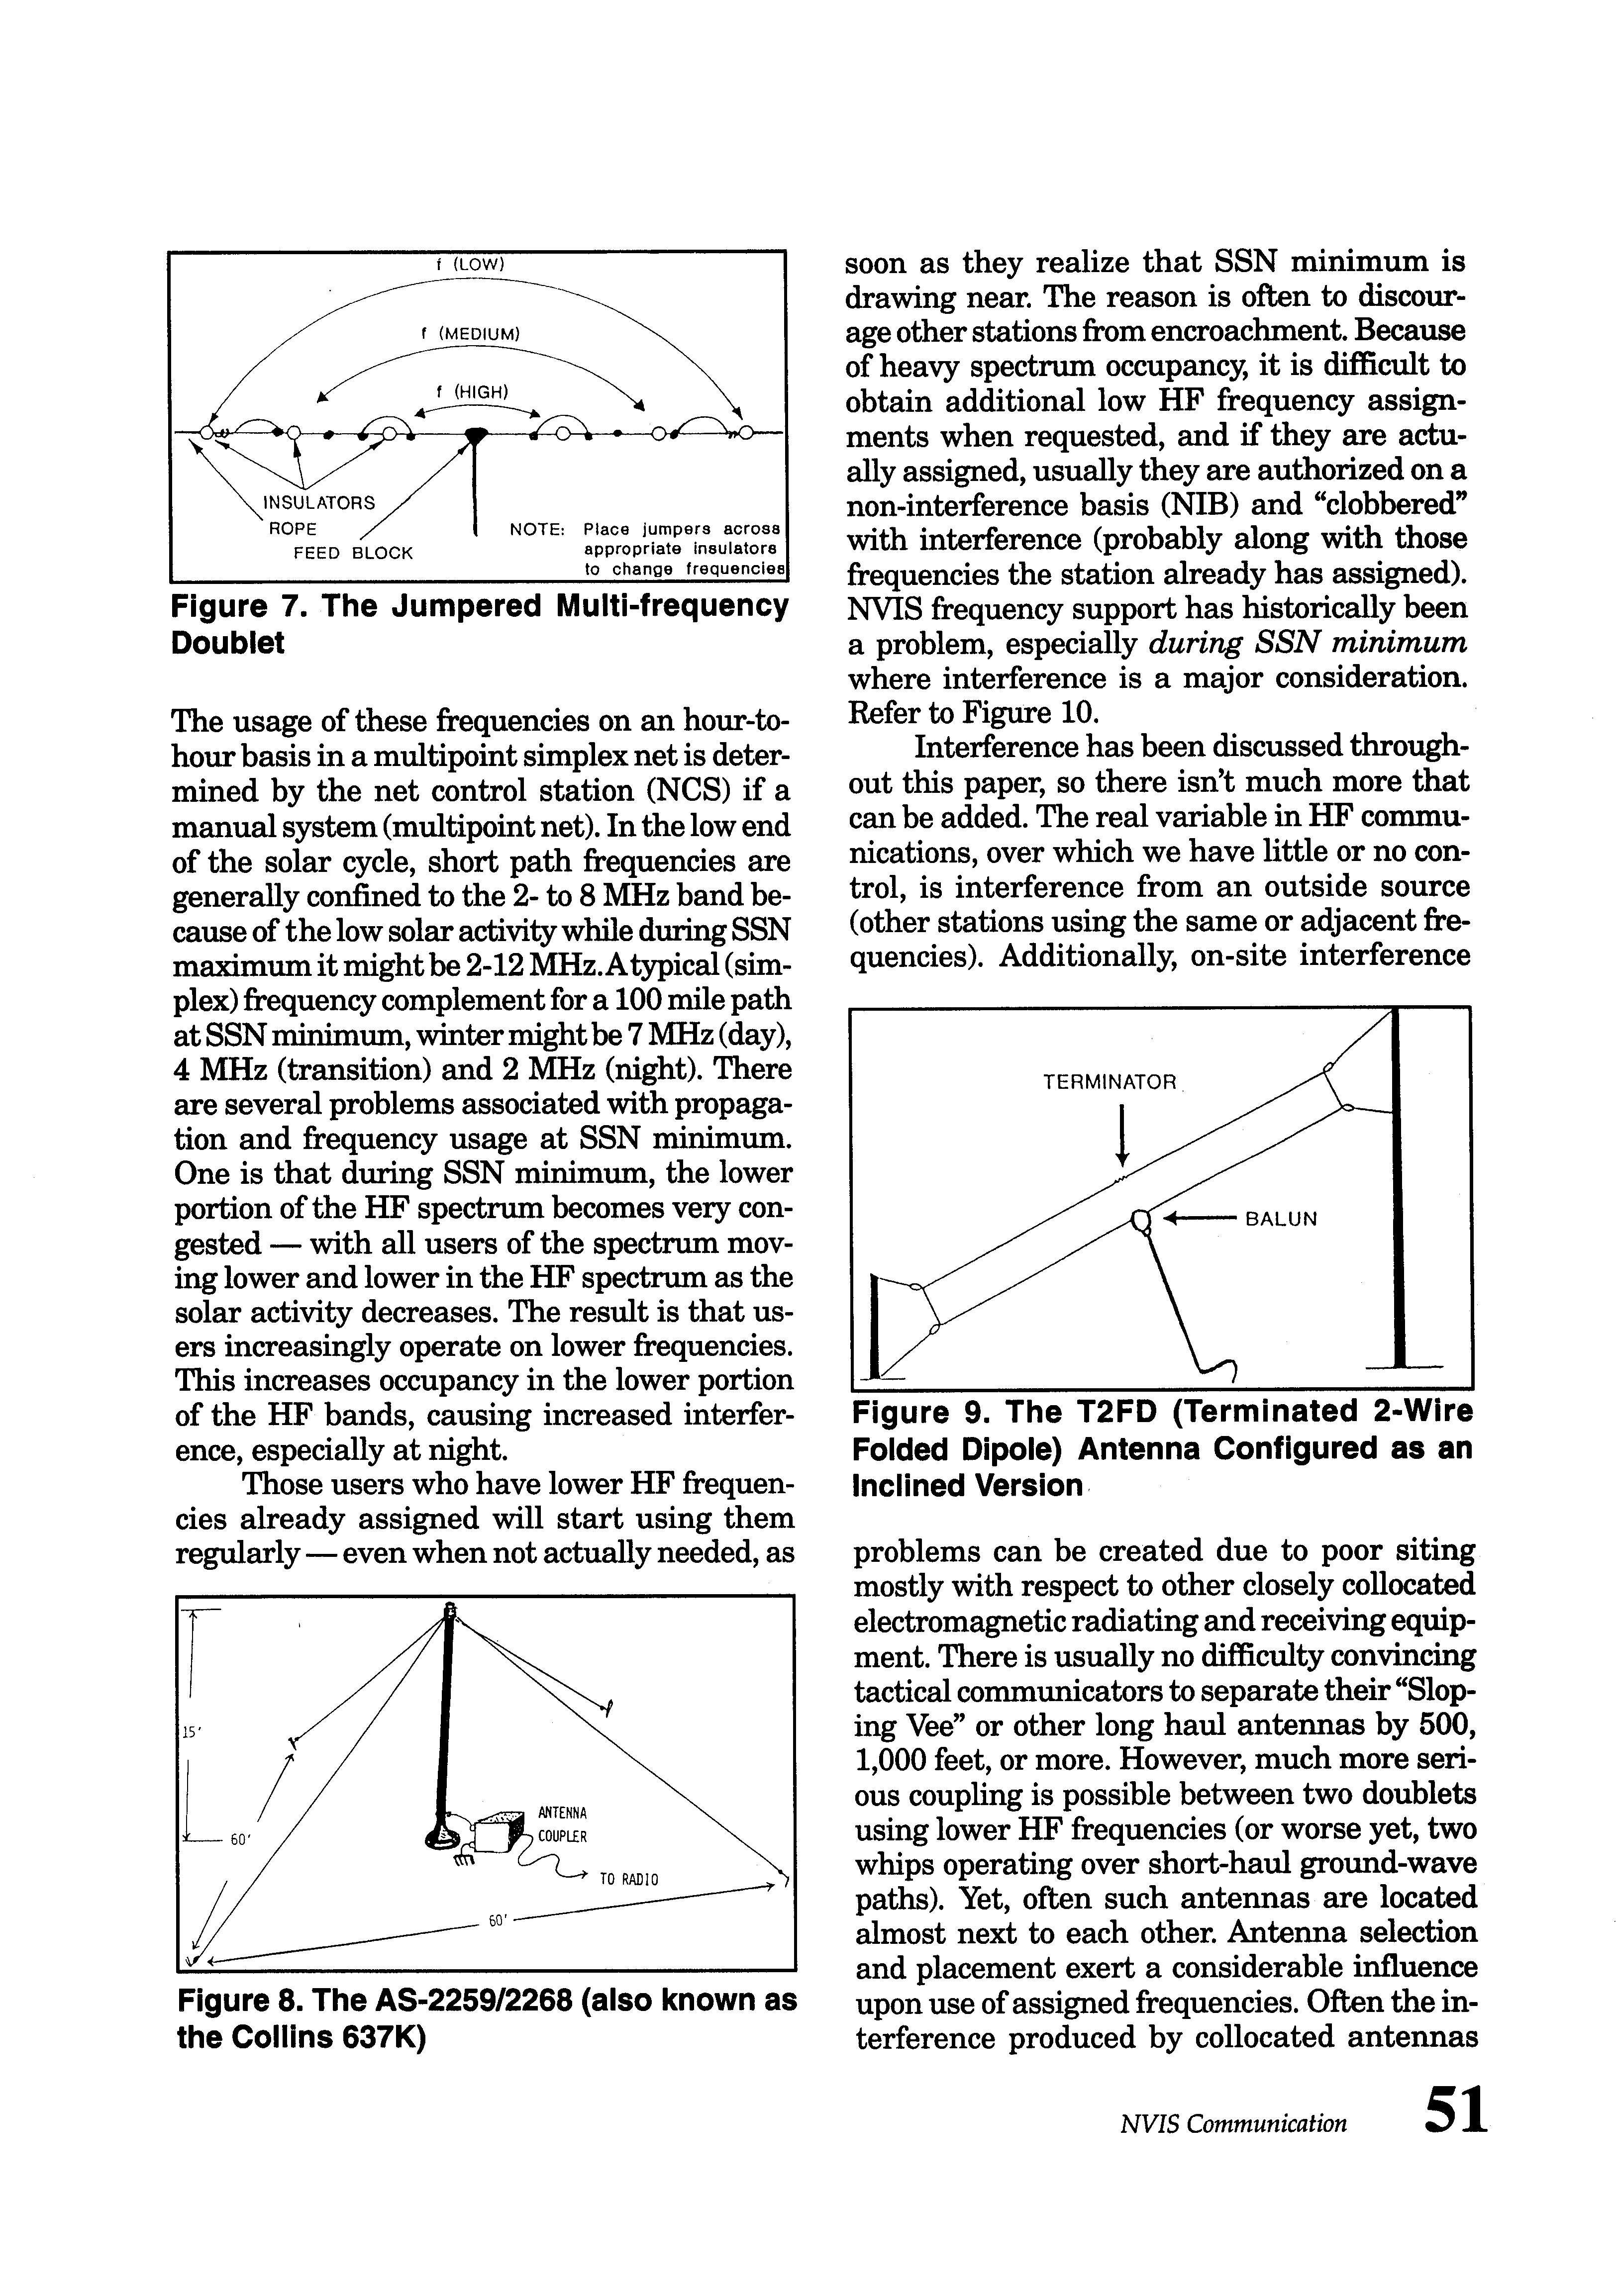 f (LOW)
f (MEDIUM)
f (HIGH)
INSULATORS
ROPE
FEED BLOCK
NOTE: Place jumpers across
appropriate insulators
to change frequencies
Figure 7. The Jumpered Multi-frequency
Doublet
The usage of these frequencies on an hour-to-
hour basis in a multipoint simplex net is deter-
mined by the net control station (NCS) if a
manual system (multipoint net). In the low end
of the solar cycle, short path frequencies are
generally confined to the 2- to 8 MHz band be-
cause of the low solar activity while during SSN
maximum it might be 2-12 MHz. A typical (sim-
plex) frequency complement for a 100 mile path
at SSN minimum, winter might be 7 MHz (day),
4 MHz (transition) and 2 MHz (night). There
are several problems associated with propaga-
tion and frequency usage at SSN minimum.
One is that during SSN minimum, the lower
portion of the HF spectrum becomes very con-
gested — with all users of the spectrum mov-
ing lower and lower in the HF spectrum as the
solar activity decreases. The result is that us-
ers increasingly operate on lower frequencies.
This increases occupancy in the lower portion
of the HF bands, causing increased interfer-
ence, especially at night.
Those users who have lower HF frequen-
cies already assigned will start using them
regularly — even when not actually needed, as
15'
60'
ANTENNA
COUPLER
TO RADIO
60'
Figure 8. The AS-2259/2268 (also known as
the Collins 637K)
soon as they realize that SSN minimum is
drawing near. The reason is often to discour-
age other stations from encroachment. Because
of heavy spectrum occupancy, it is difficult to
obtain additional low HF frequency assign-
ments when requested, and if they are actu-
ally assigned, usually they are authorized on a
non-interference basis (NIB) and “clobbered”
with interference (probably along with those
frequencies the station already has assigned).
NVIS frequency support has historically been
a problem, especially during SSN minimum
where interference is a major consideration.
Refer to Figure 10.
Interference has been discussed through-
out this paper, so there isn’t much more that
can be added. The real variable in HF commu-
nications, over which we have little or no con-
trol, is interference from an outside source
(other stations using the same or adjacent fre-
quencies). Additionally, on-site interference
TERMINATOR
BALUN
Figure 9. The T2FD (Terminated 2-Wire
Folded Dipole) Antenna Configured as an
Inclined Version
problems can be created due to poor siting
mostly with respect to other closely collocated
electromagnetic radiating and receiving equip-
ment. There is usually no difficulty convincing
tactical communicators to separate their “Slop-
ing Vee” or other long haul antennas by 500,
1,000 feet, or more. However, much more seri-
ous coupling is possible between two doublets
using lower HF frequencies (or worse yet, two
whips operating over short-haul ground-wave
paths). Yet, often such antennas are located
almost next to each other. Antenna selection
and placement exert a considerable influence
upon use of assigned frequencies. Often the in-
terference produced by collocated antennas
NVIS Communication 51